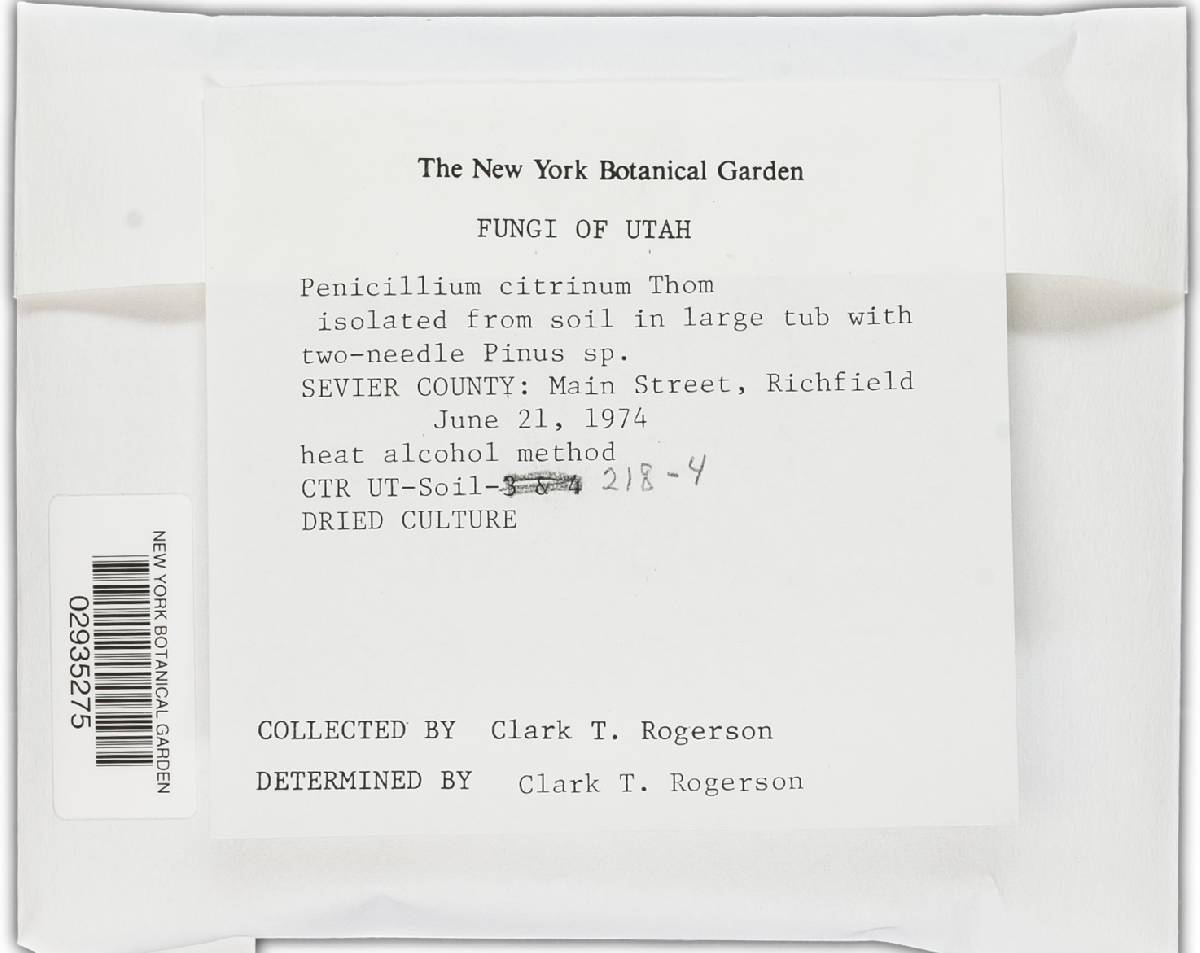 The New York Botanical Garden
FUNGI OF UTAH
Penicillium citrinum Thom
isolated from soil in large tub with
two-needle Pinus sp.
SEVIER COUNTY: Main Street, Richfield
June 21, 1974
heat alcohol method
CTR UT-Soil-3 & 4 218-4
DRIED CULTURE
COLLECTED BY Clark T. Rogerson
DETERMINED BY Clark T. Rogerson
NEW YORK BOTANICAL GARDEN
02935275